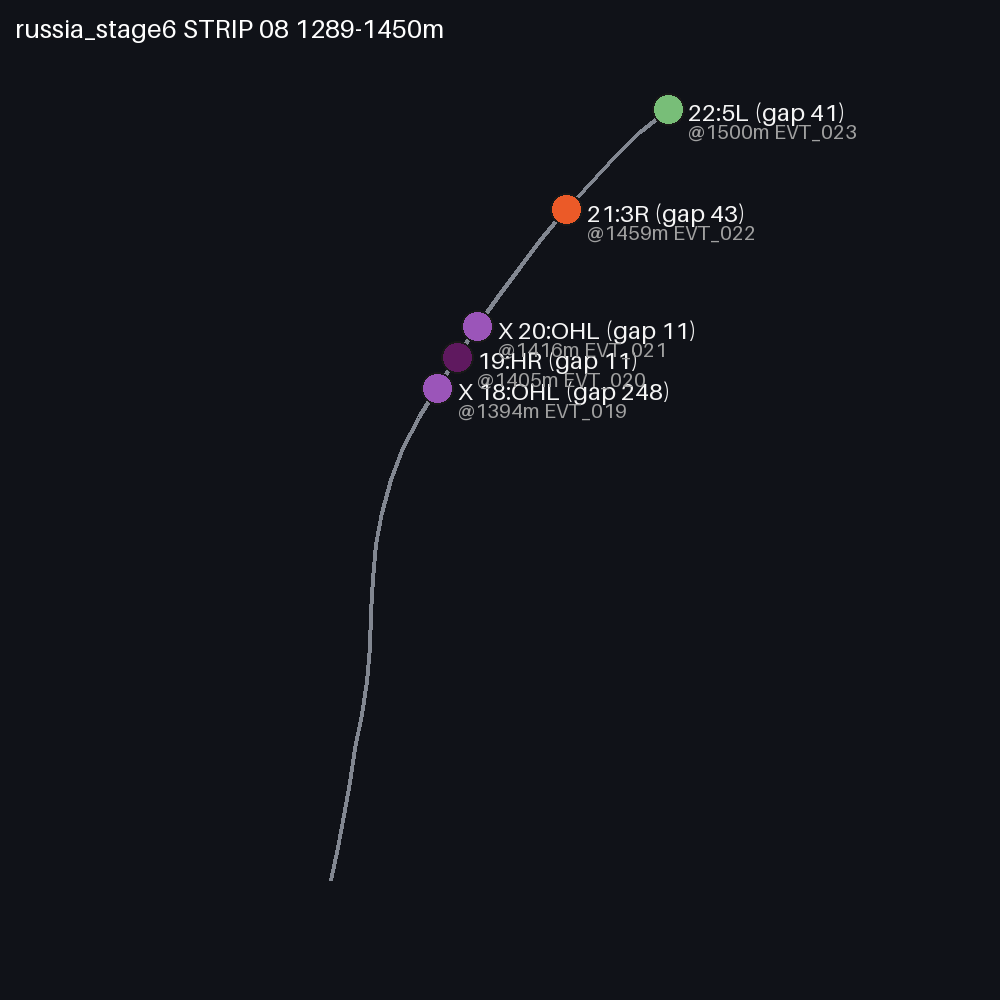 russia_stage6 STRIP 08 1289-1450m
22:5L (gap 41)
@1500m EVT_023
21:3R (gap 43)
@1459m EVT_022
X 20:OHL (gap 11)
@1416m EVT_021
19:HR (gap 11)
@1405m EVT_020
X 18:OHL (gap 248)
@1394m EVT_019